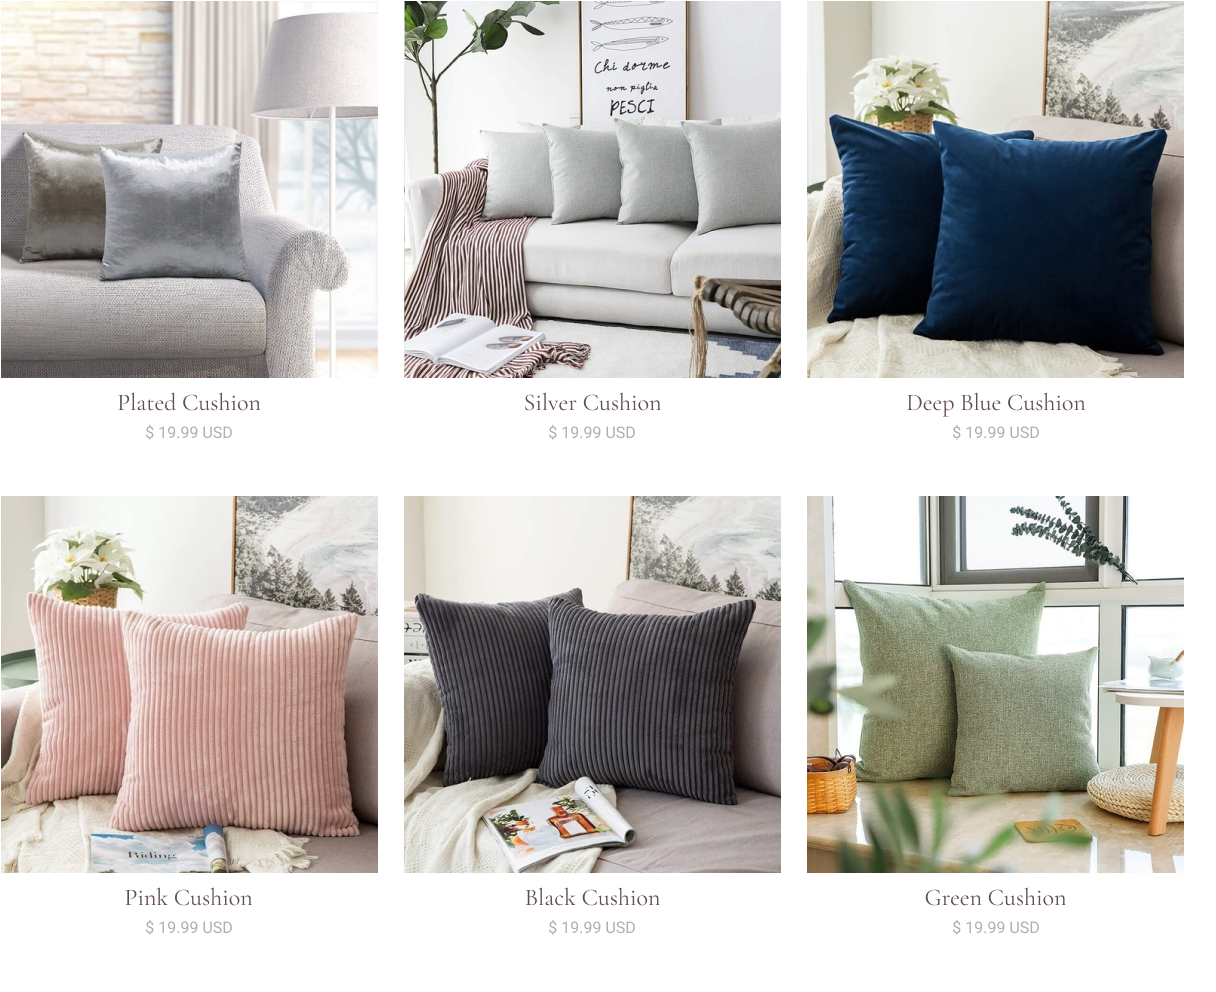 Chi dorme
non piglia
PESCI
Plated Cushion
$ 19.99 USD
Silver Cushion
$ 19.99 USD
Deep Blue Cushion
$ 19.99 USD
Riding
Pink Cushion
$ 19.99 USD
Black Cushion
$ 19.99 USD
Green Cushion
$ 19.99 USD